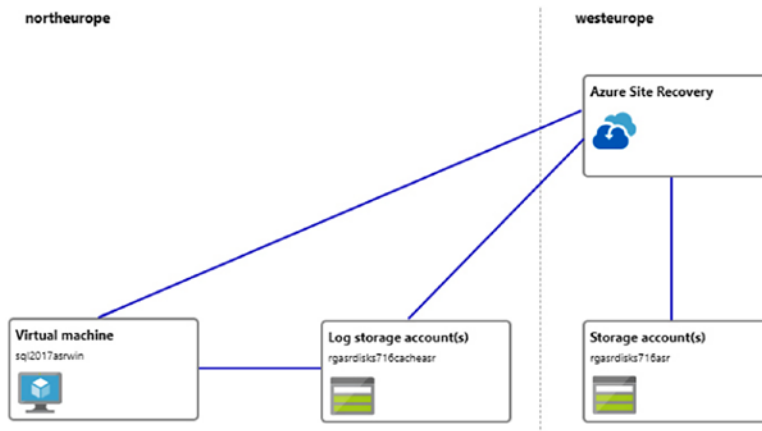 northeurope
westeurope
Azure Site Recovery
Virtual machine
sql2017asrwin
Log storage account(s)
rgasrdisks716cacheasr
Storage account(s)
rgasrdisks716asr